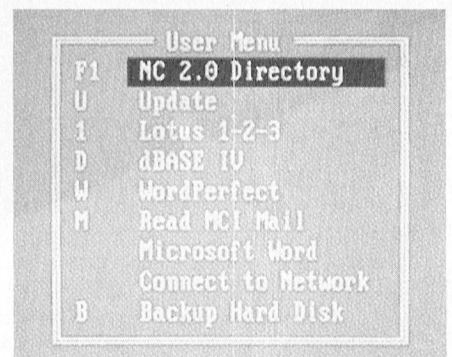 User Menu
F1 NC 2.0 Directory
U Update
1 Lotus 1-2-3
D dBASE IV
W WordPerfect
M Read MCI Mail
Microsoft Word
Connect to Network
B Backup Hard Disk